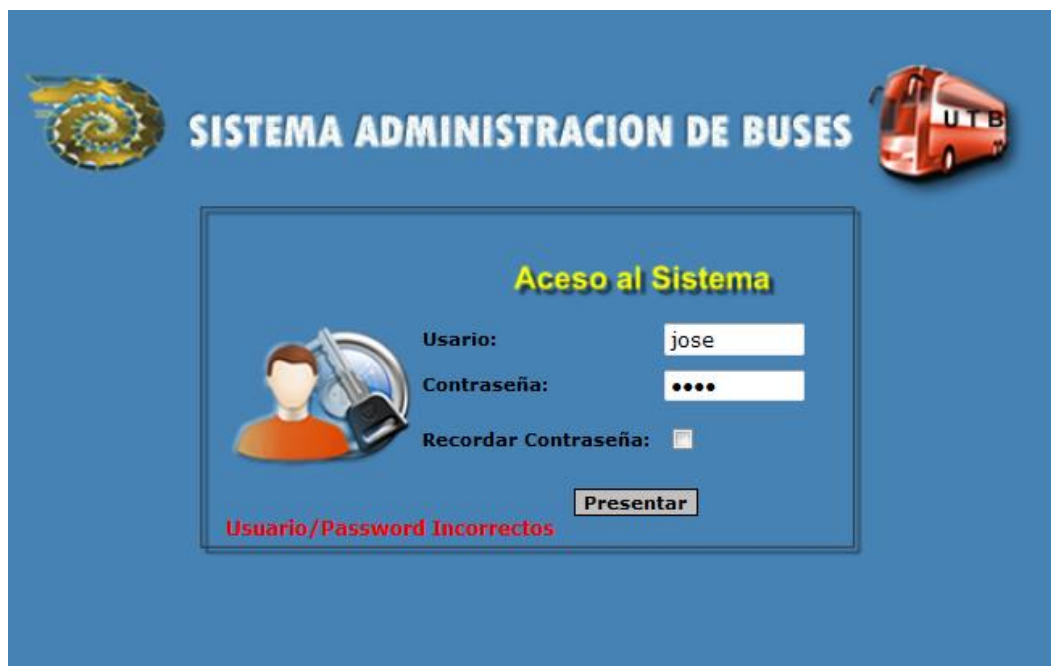 SISTEMA ADMINISTRACION DE BUSES
UTB
Aceso al Sistema
Usario: jose
Contraseña: ••••
Recordar Contraseña:
Presentar
Usuario/Password Incorrectos